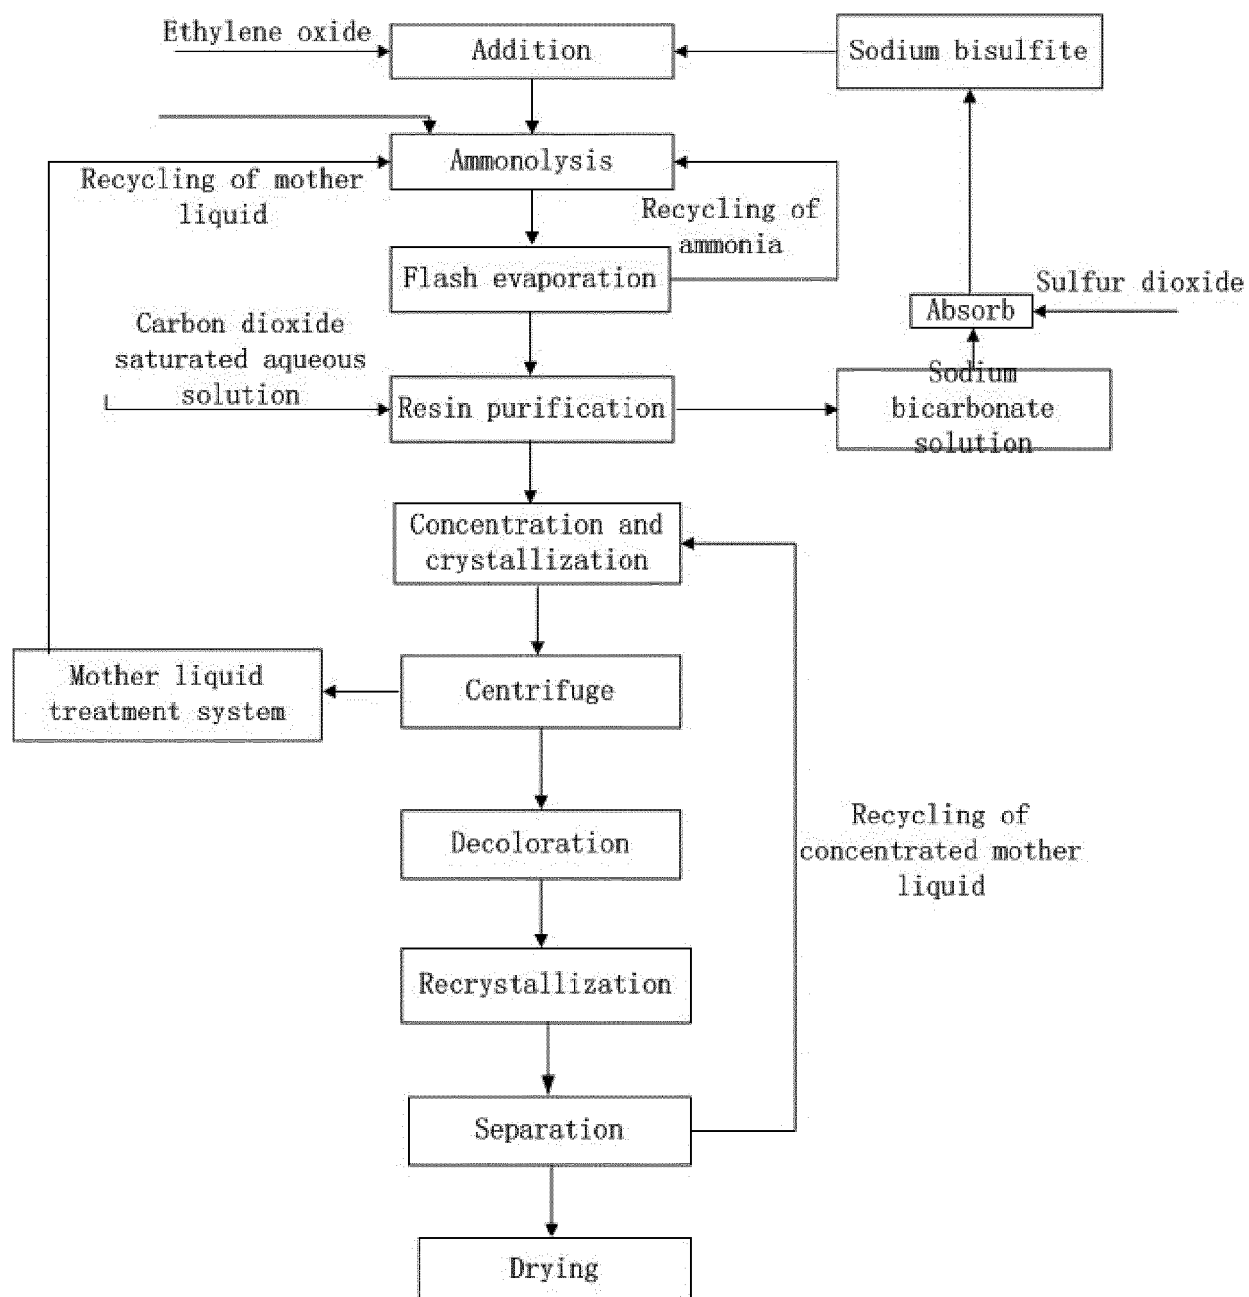 Ethylene oxide
Addition
Sodium bisulfite
Ammonolysis
Recycling of mother
liquid
Recycling of
ammonia
Flash evaporation
Sulfur dioxide
Absorb
Carbon dioxide
saturated aqueous
solution
Resin purification
Sodium
bicarbonate
solution
Concentration and
crystallization
Mother liquid
treatment system
Centrifuge
Decoloration
Recycling of
concentrated mother
liquid
Recrystallization
Separation
Drying